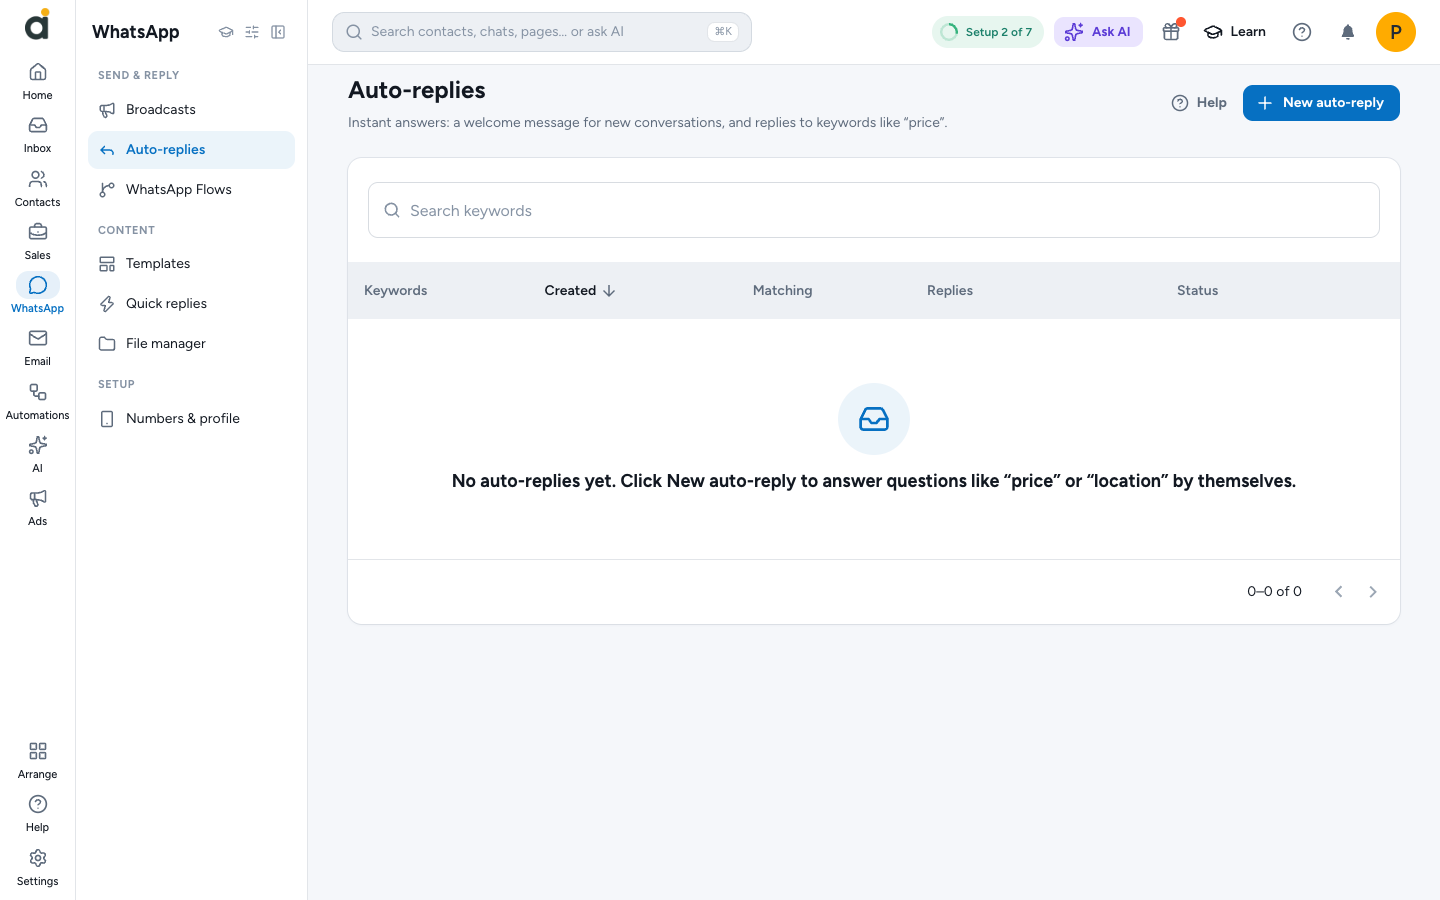 WhatsApp
Search contacts, chats, pages... or ask AI
⌘K
Setup 2 of 7
Ask AI
Learn
P
Home
Inbox
Contacts
Sales
WhatsApp
Email
Automations
AI
Ads
Arrange
Help
Settings
SEND & REPLY
Broadcasts
Auto-replies
WhatsApp Flows
CONTENT
Templates
Quick replies
File manager
SETUP
Numbers & profile
Auto-replies
Instant answers: a welcome message for new conversations, and replies to keywords like “price”.
Help
New auto-reply
Search keywords
Keywords
Created
Matching
Replies
Status
No auto-replies yet. Click New auto-reply to answer questions like “price” or “location” by themselves.
0–0 of 0